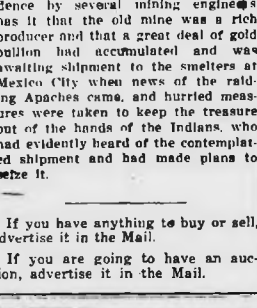 dence by several mining engineers
has it that the old mine was a rich
producer and that a great deal of gold
bullion had accumulated and was
awaiting shipment to the smelters at
Mexico City when news of the raid-
ing Apaches came, and hurried meas-
ures were taken to keep the treasure
out of the hands of the Indians, who
had evidently heard of the contemplat-
ed shipment and had made plans to
seize it.
If you have anything to buy or sell,
advertise it in the Mail.
If you are going to have an auc-
tion, advertise it in the Mail.